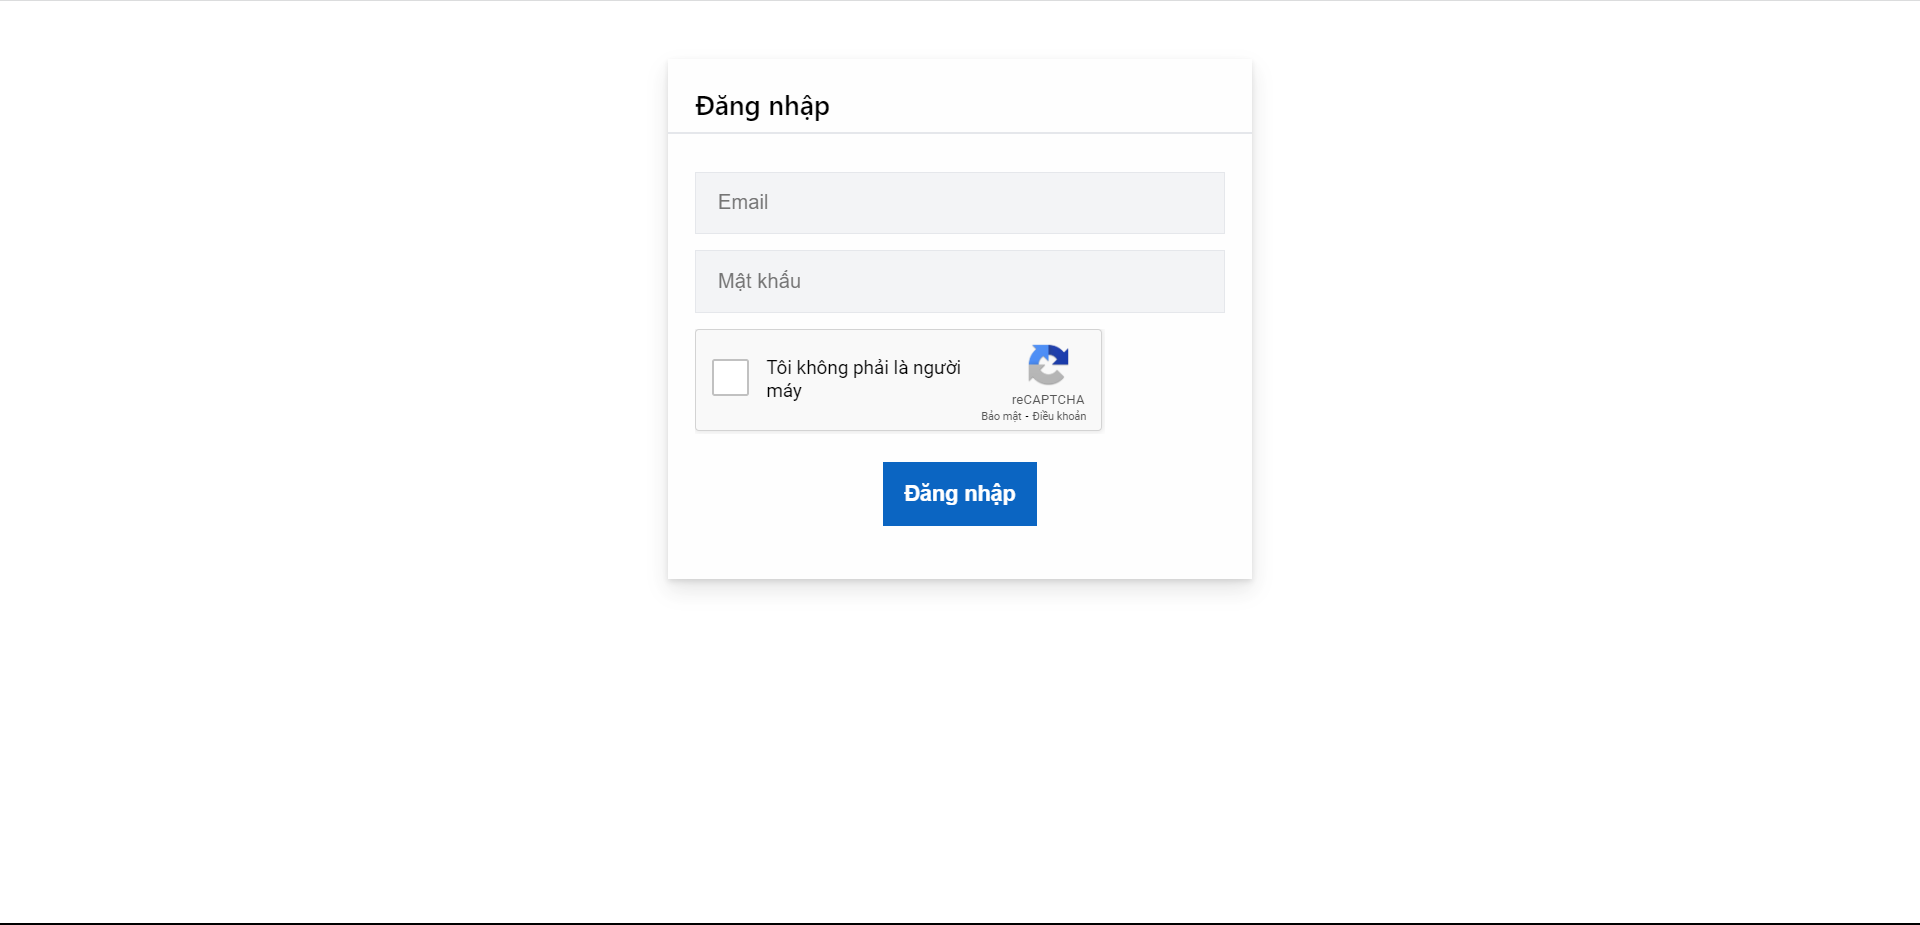 Đăng nhập
Email
Mật khẩu
Tôi không phải là người
máy
reCAPTCHA
Bảo mật - Điều khoản
Đăng nhập